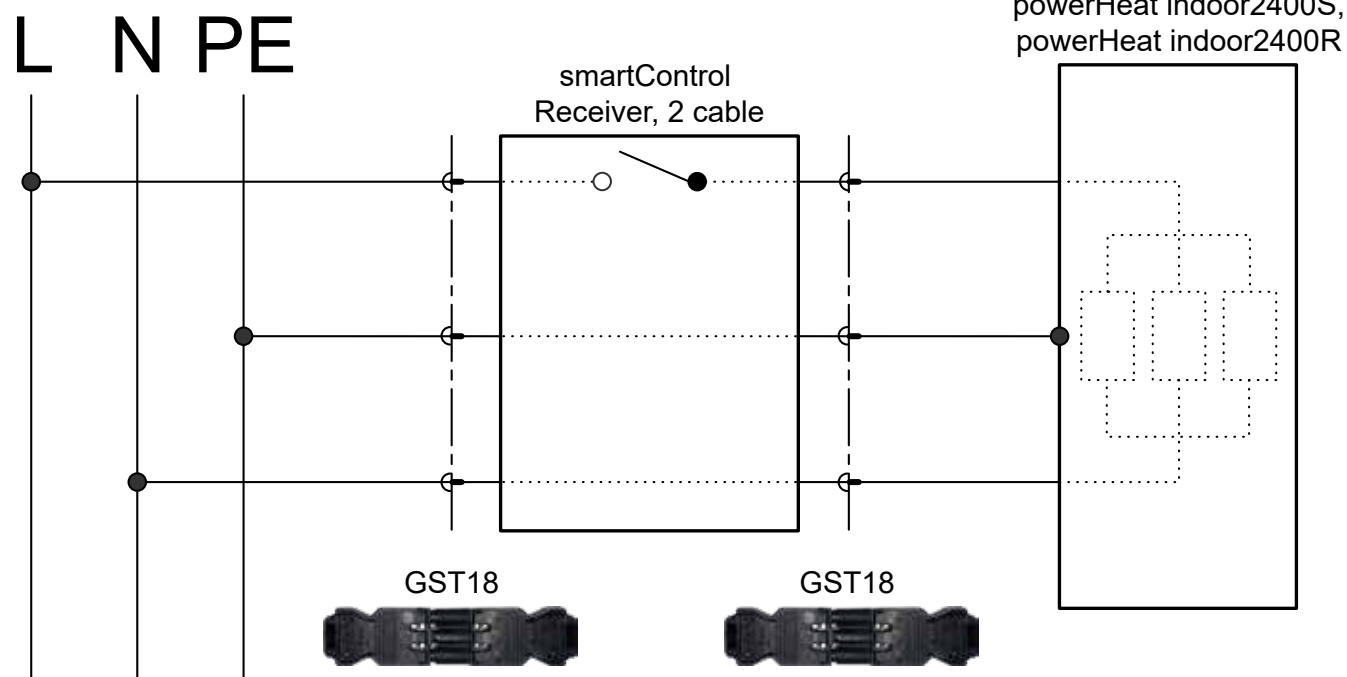 powerHeat indoor2400S,
powerHeat indoor2400R
L N PE
smartControl
Receiver, 2 cable
GST18 GST18